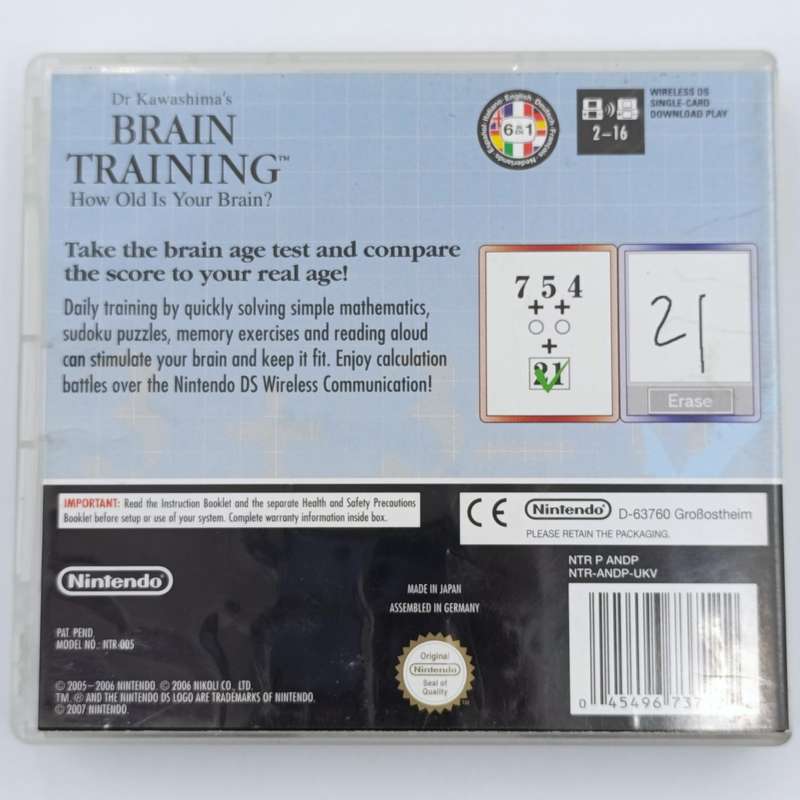 Dr Kawashima's
BRAIN
TRAINING™
How Old Is Your Brain?
Español Italiano English Deutsch Français Nederlands
6 in 1
2–16
WIRELESS DS
SINGLE-CARD
DOWNLOAD PLAY
Take the brain age test and compare
the score to your real age!
Daily training by quickly solving simple mathematics,
sudoku puzzles, memory exercises and reading aloud
can stimulate your brain and keep it fit. Enjoy calculation
battles over the Nintendo DS Wireless Communication!
7 5 4
+ +
+
21
21
Erase
IMPORTANT: Read the Instruction Booklet and the separate Health and Safety Precautions
Booklet before setup or use of your system. Complete warranty information inside box.
CE Nintendo® D-63760 Großostheim
PLEASE RETAIN THE PACKAGING.
NTR P ANDP
NTR-ANDP-UKV
Nintendo®
MADE IN JAPAN
ASSEMBLED IN GERMANY
PAT. PEND.
MODEL NO.: NTR-005
Original
Nintendo
Seal of
Quality
TM
© 2005–2006 NINTENDO. © 2006 NIKOLI CO., LTD.
TM, ® AND THE NINTENDO DS LOGO ARE TRADEMARKS OF NINTENDO.
© 2007 NINTENDO.
0 45496 737